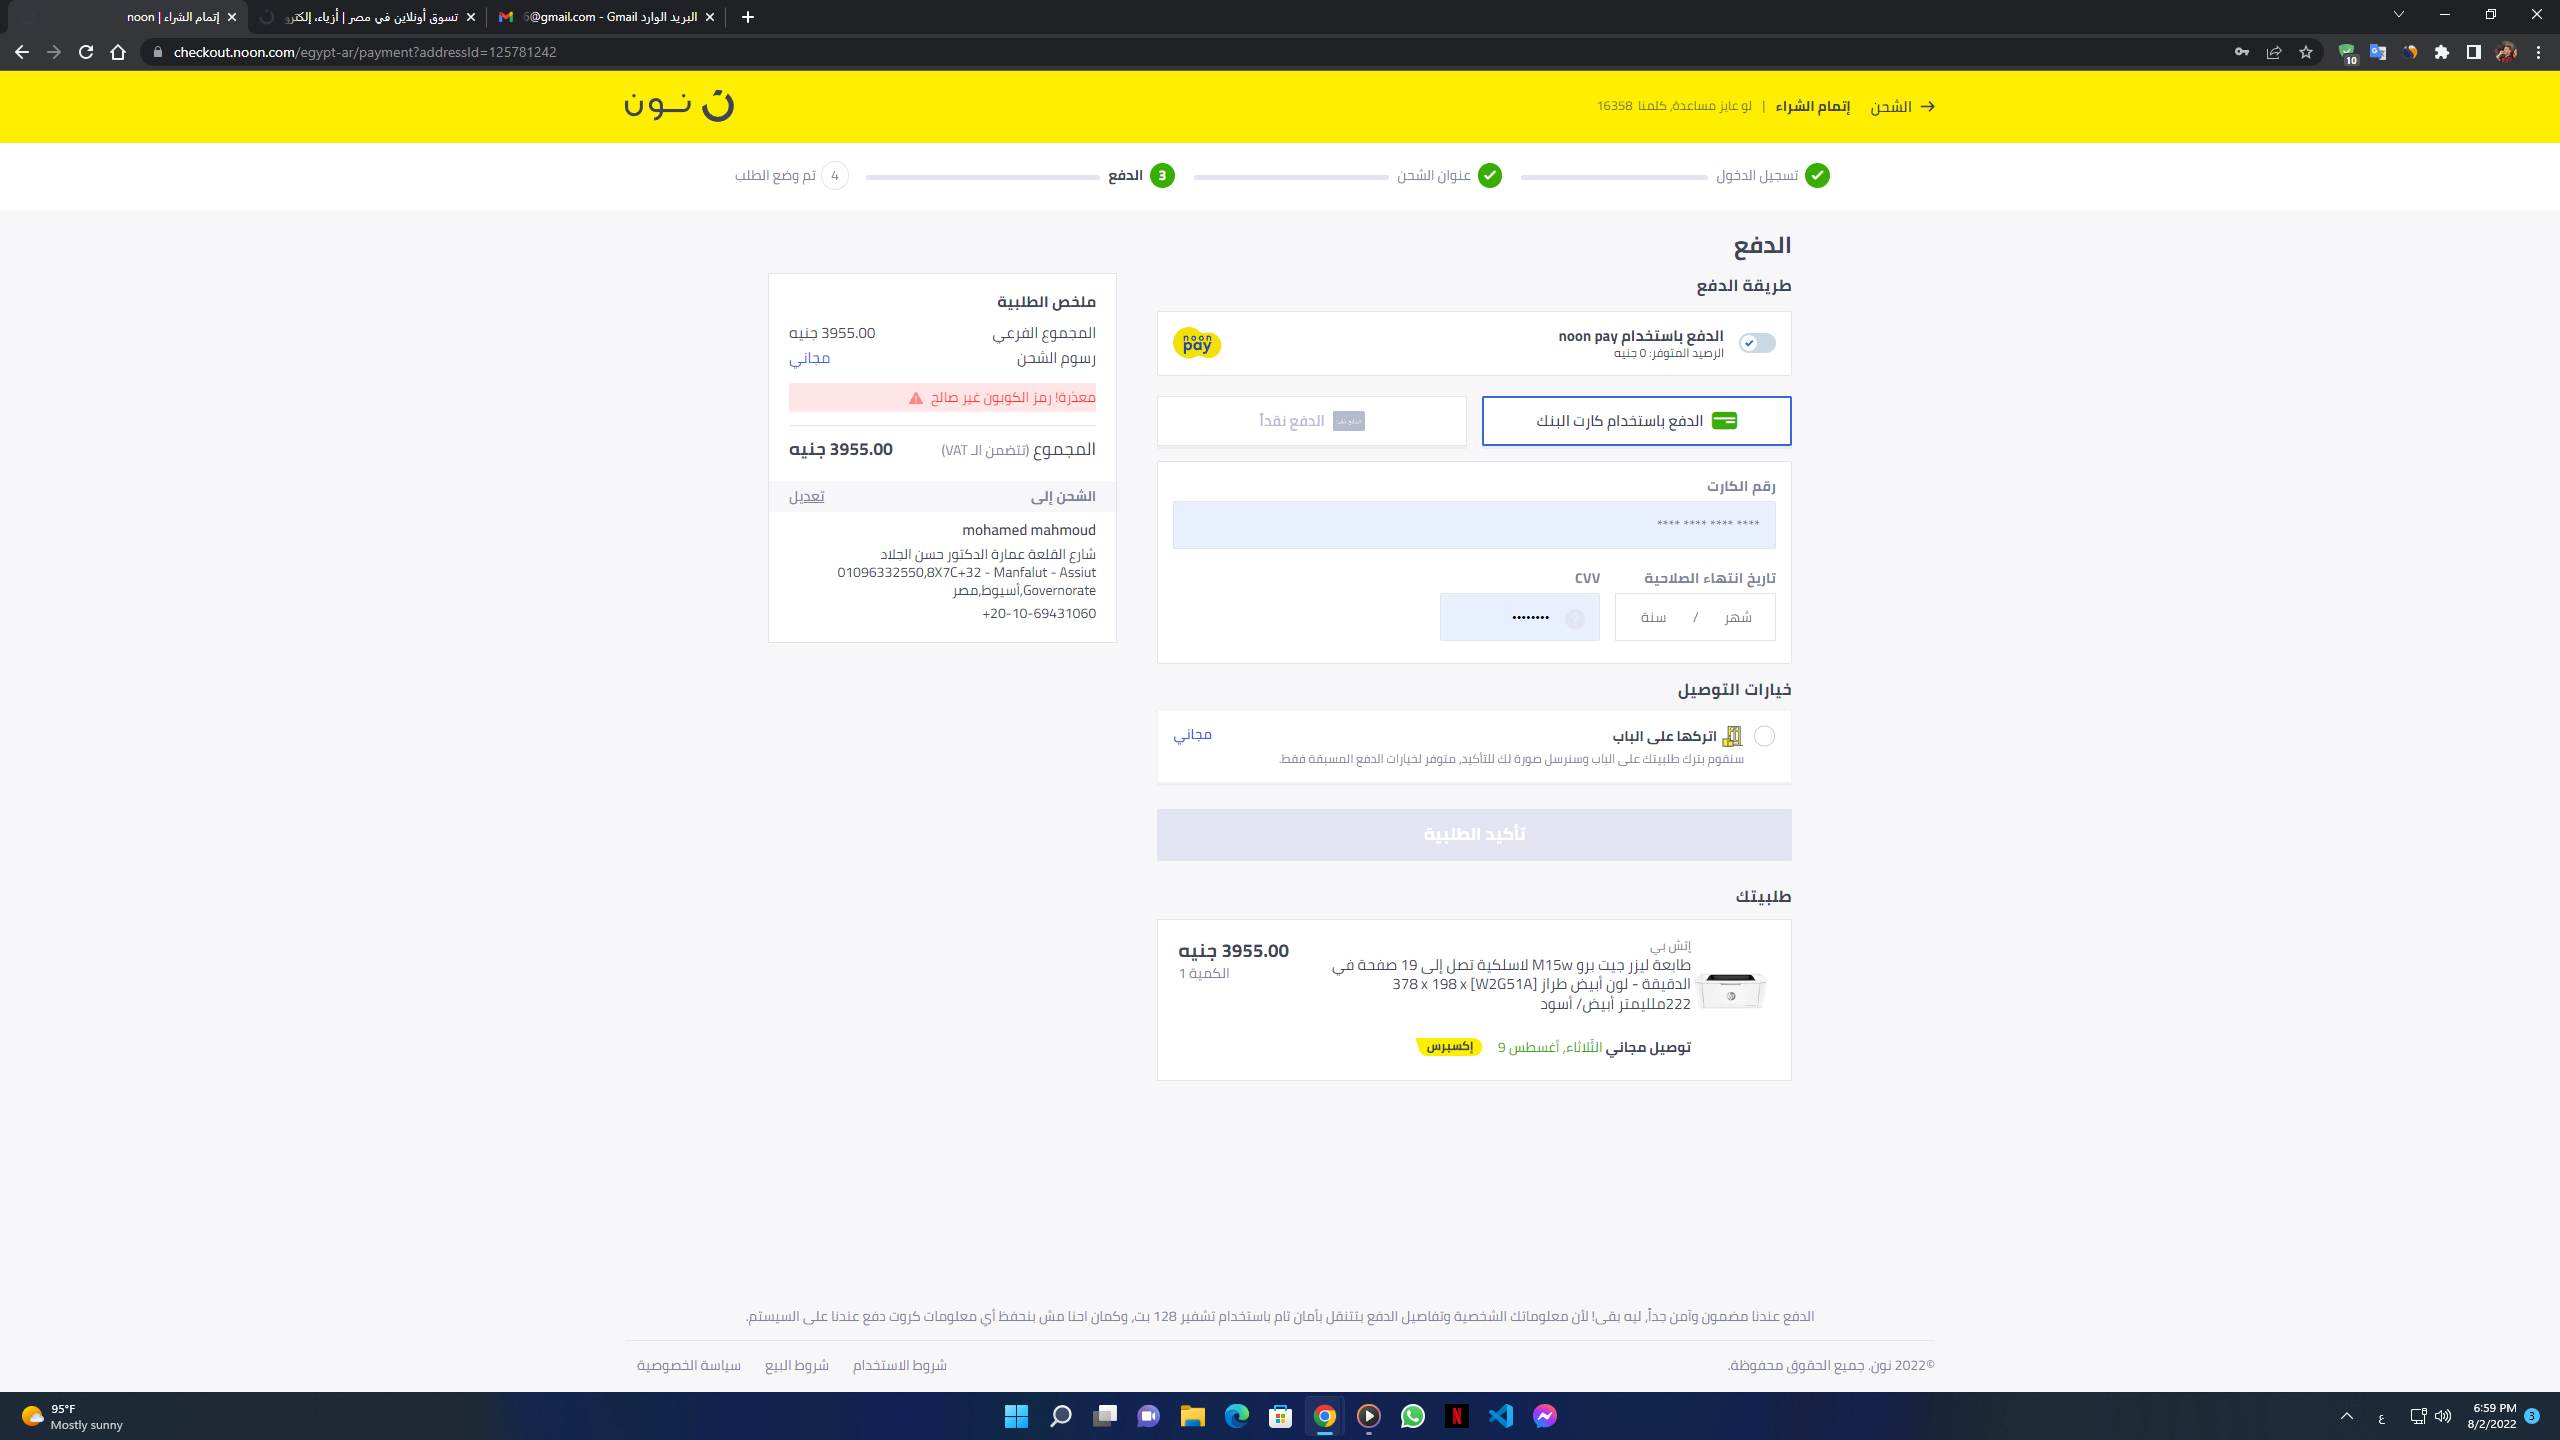 إتمام الشراء | noon
تسوق أونلاين في مصر | أزياء، إلكترو
البريد الوارد 6@gmail.com - Gmail
checkout.noon.com/egypt-ar/payment?addressId=125781242
10
الشحن
إتمام الشراء | لو عايز مساعدة, كلمنا 16358
نـون
تسجيل الدخول
عنوان الشحن
3 الدفع
4 تم وضع الطلب
الدفع
طريقة الدفع
الدفع باستخدام noon pay
الرصيد المتوفر: 0 جنيه
noon pay
الدفع باستخدام كارت البنك
الدفع نقداً
رقم الكارت
**** **** **** ****
تاريخ انتهاء الصلاحية
CVV
شهر / سنة
••••••••
?
خيارات التوصيل
اتركها على الباب
مجاني
سنقوم بترك طلبيتك على الباب وسنرسل صورة لك للتأكيد, متوفر لخيارات الدفع المسبقة فقط.
تأكيد الطلبية
طلبيتك
إتش بي
طابعة ليزر جيت برو M15w لاسلكية تصل إلى 19 صفحة في
الدقيقة - لون أبيض طراز [W2G51A] 378 x 198 x
222ملليمتر أبيض/ أسود
3955.00 جنيه
الكمية 1
توصيل مجاني الثلاثاء, أغسطس 9
إكسبرس
ملخص الطلبية
المجموع الفرعي 3955.00 جنيه
رسوم الشحن مجاني
معذرة! رمز الكوبون غير صالح
المجموع (تتضمن الـ VAT) 3955.00 جنيه
الشحن إلى تعديل
mohamed mahmoud
شارع القلعة عمارة الدكتور حسن الجلاد
01096332550,8X7C+32 - Manfalut - Assiut
Governorate,أسيوط,مصر
+20-10-69431060
الدفع عندنا مضمون وآمن جداً, ليه بقى! لأن معلوماتك الشخصية وتفاصيل الدفع بتتنقل بأمان تام باستخدام تشفير 128 بت, وكمان احنا مش بنحفظ أي معلومات كروت دفع عندنا على السيستم.
©2022 نون. جميع الحقوق محفوظة.
شروط الاستخدام شروط البيع سياسة الخصوصية
95°F
Mostly sunny
N
ع
6:59 PM
8/2/2022
3